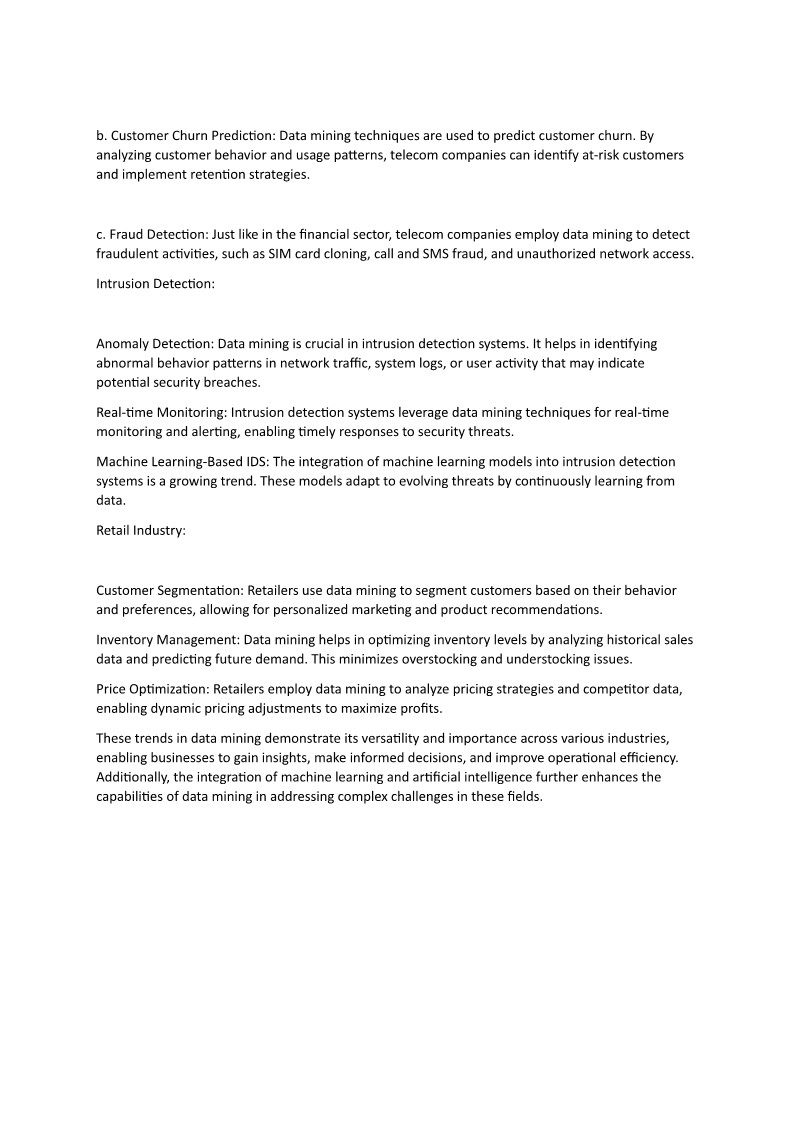 b. Customer Churn Prediction: Data mining techniques are used to predict customer churn. By
analyzing customer behavior and usage patterns, telecom companies can identify at-risk customers
and implement retention strategies.
c. Fraud Detection: Just like in the financial sector, telecom companies employ data mining to detect
fraudulent activities, such as SIM card cloning, call and SMS fraud, and unauthorized network access.
Intrusion Detection:
Anomaly Detection: Data mining is crucial in intrusion detection systems. It helps in identifying
abnormal behavior patterns in network traffic, system logs, or user activity that may indicate
potential security breaches.
Real-time Monitoring: Intrusion detection systems leverage data mining techniques for real-time
monitoring and alerting, enabling timely responses to security threats.
Machine Learning-Based IDS: The integration of machine learning models into intrusion detection
systems is a growing trend. These models adapt to evolving threats by continuously learning from
data.
Retail Industry:
Customer Segmentation: Retailers use data mining to segment customers based on their behavior
and preferences, allowing for personalized marketing and product recommendations.
Inventory Management: Data mining helps in optimizing inventory levels by analyzing historical sales
data and predicting future demand. This minimizes overstocking and understocking issues.
Price Optimization: Retailers employ data mining to analyze pricing strategies and competitor data,
enabling dynamic pricing adjustments to maximize profits.
These trends in data mining demonstrate its versatility and importance across various industries,
enabling businesses to gain insights, make informed decisions, and improve operational efficiency.
Additionally, the integration of machine learning and artificial intelligence further enhances the
capabilities of data mining in addressing complex challenges in these fields.